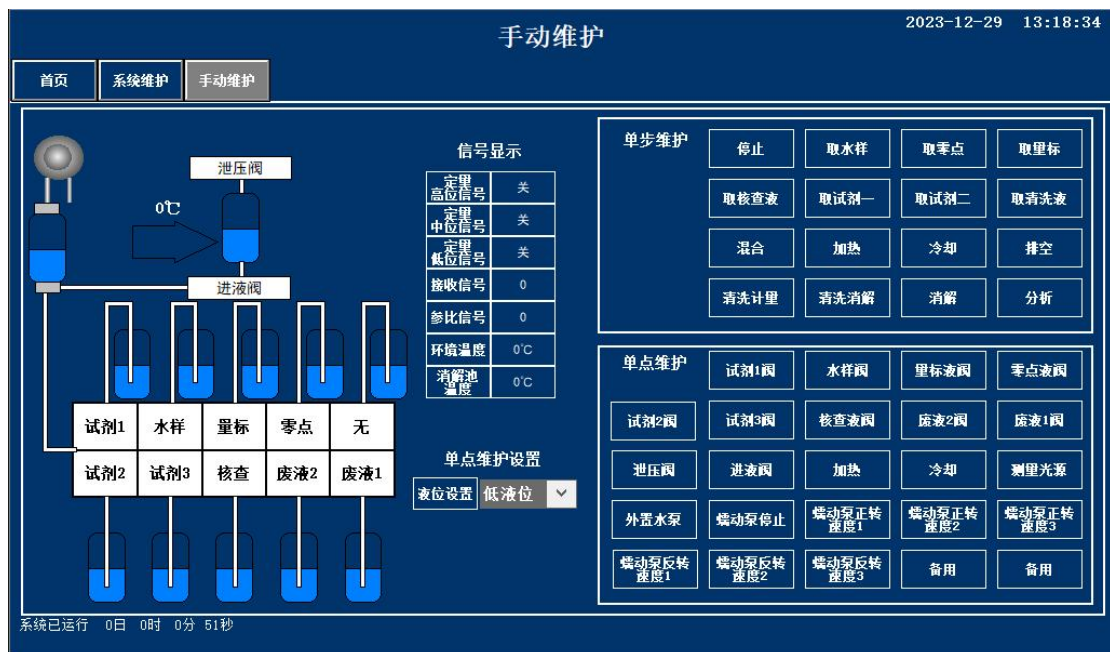 手动维护
2023-12-29 13:18:34
首页 系统维护 手动维护
泄压阀
0℃
进液阀
试剂1 水样 量标 零点 无
试剂2 试剂3 核查 废液2 废液1
信号显示
定量
高位信号 关
定量
中位信号 关
定量
低位信号 关
接收信号 0
参比信号 0
环境温度 0℃
消解池
温度 0℃
单点维护设置
液位设置 低液位
单步维护
停止 取水样 取零点 取量标
取核查液 取试剂一 取试剂二 取清洗液
混合 加热 冷却 排空
清洗计量 清洗消解 消解 分析
单点维护
试剂1阀 水样阀 量标液阀 零点液阀
试剂2阀 试剂3阀 核查液阀 废液2阀 废液1阀
泄压阀 进液阀 加热 冷却 测量光源
外置水泵 蠕动泵停止 蠕动泵正转
速度1 蠕动泵正转
速度2 蠕动泵正转
速度3
蠕动泵反转
速度1 蠕动泵反转
速度2 蠕动泵反转
速度3 备用 备用
系统已运行 0日 0时 0分 51秒